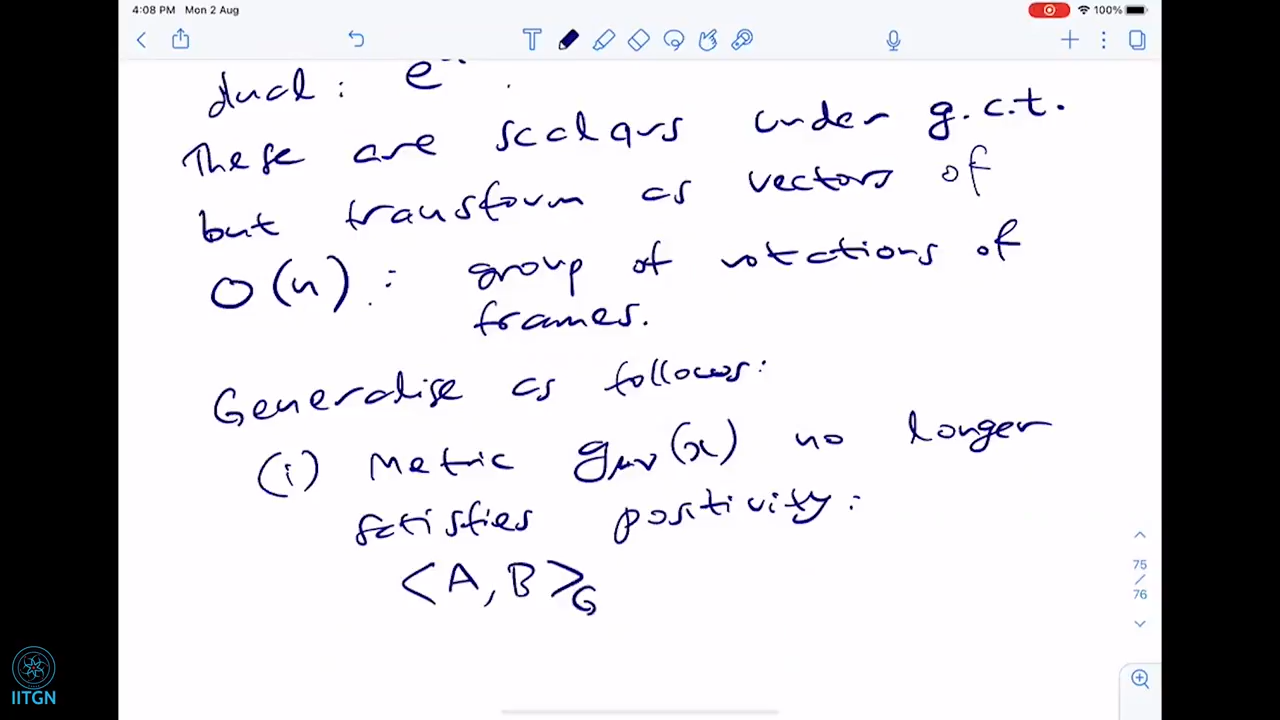 4:08 PM Mon 2 Aug
100%
dual :
These are scalars under g.c.t.
but transform as vectors of
O(n) : group of rotations of
frames.
Generalise as follows:
(i) Metric gμν(x) no longer
satisfies positivity:
<A, B>G
75
/
76
IITGN